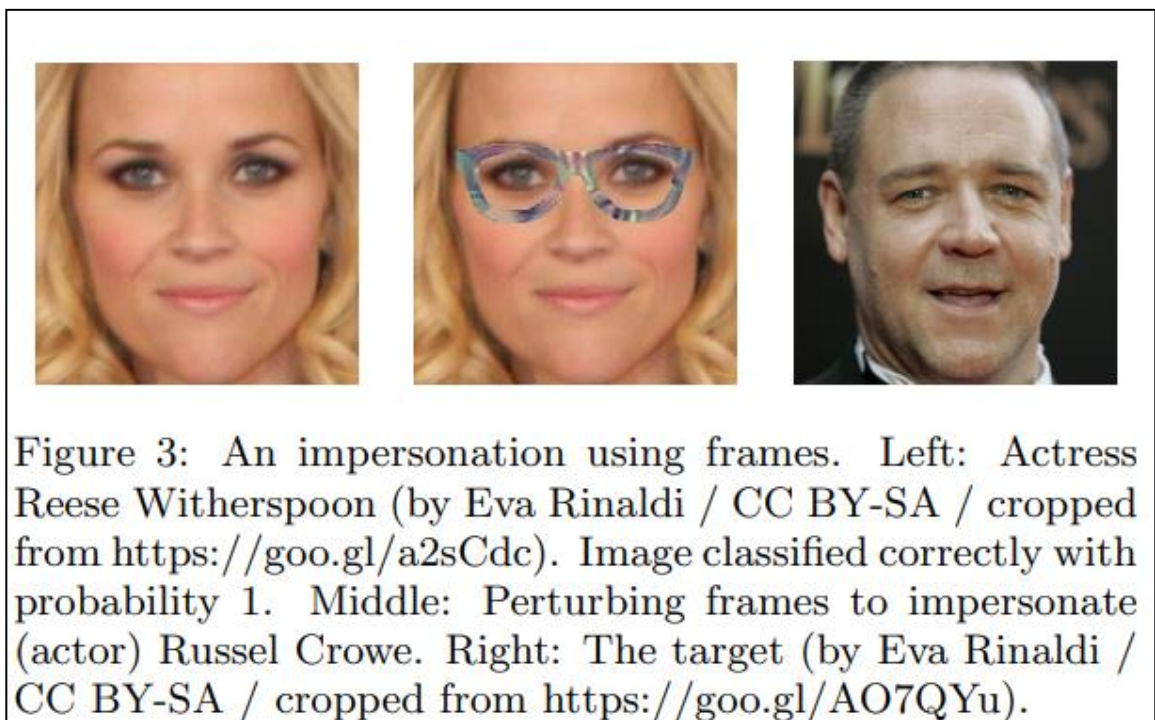 Figure 3: An impersonation using frames. Left: Actress
Reese Witherspoon (by Eva Rinaldi / CC BY-SA / cropped
from https://goo.gl/a2sCdc). Image classified correctly with
probability 1. Middle: Perturbing frames to impersonate
(actor) Russel Crowe. Right: The target (by Eva Rinaldi /
CC BY-SA / cropped from https://goo.gl/AO7QYu).